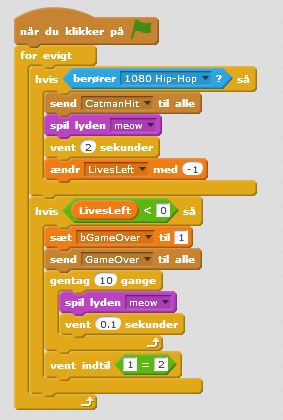 når du klikker på
for evigt
hvis berører 1080 Hip-Hop ? så
send CatmanHit til alle
spil lyden meow
vent 2 sekunder
ændr LivesLeft med -1
hvis LivesLeft < 0 så
sæt bGameOver til 1
send GameOver til alle
gentag 10 gange
spil lyden meow
vent 0.1 sekunder
vent indtil 1 = 2